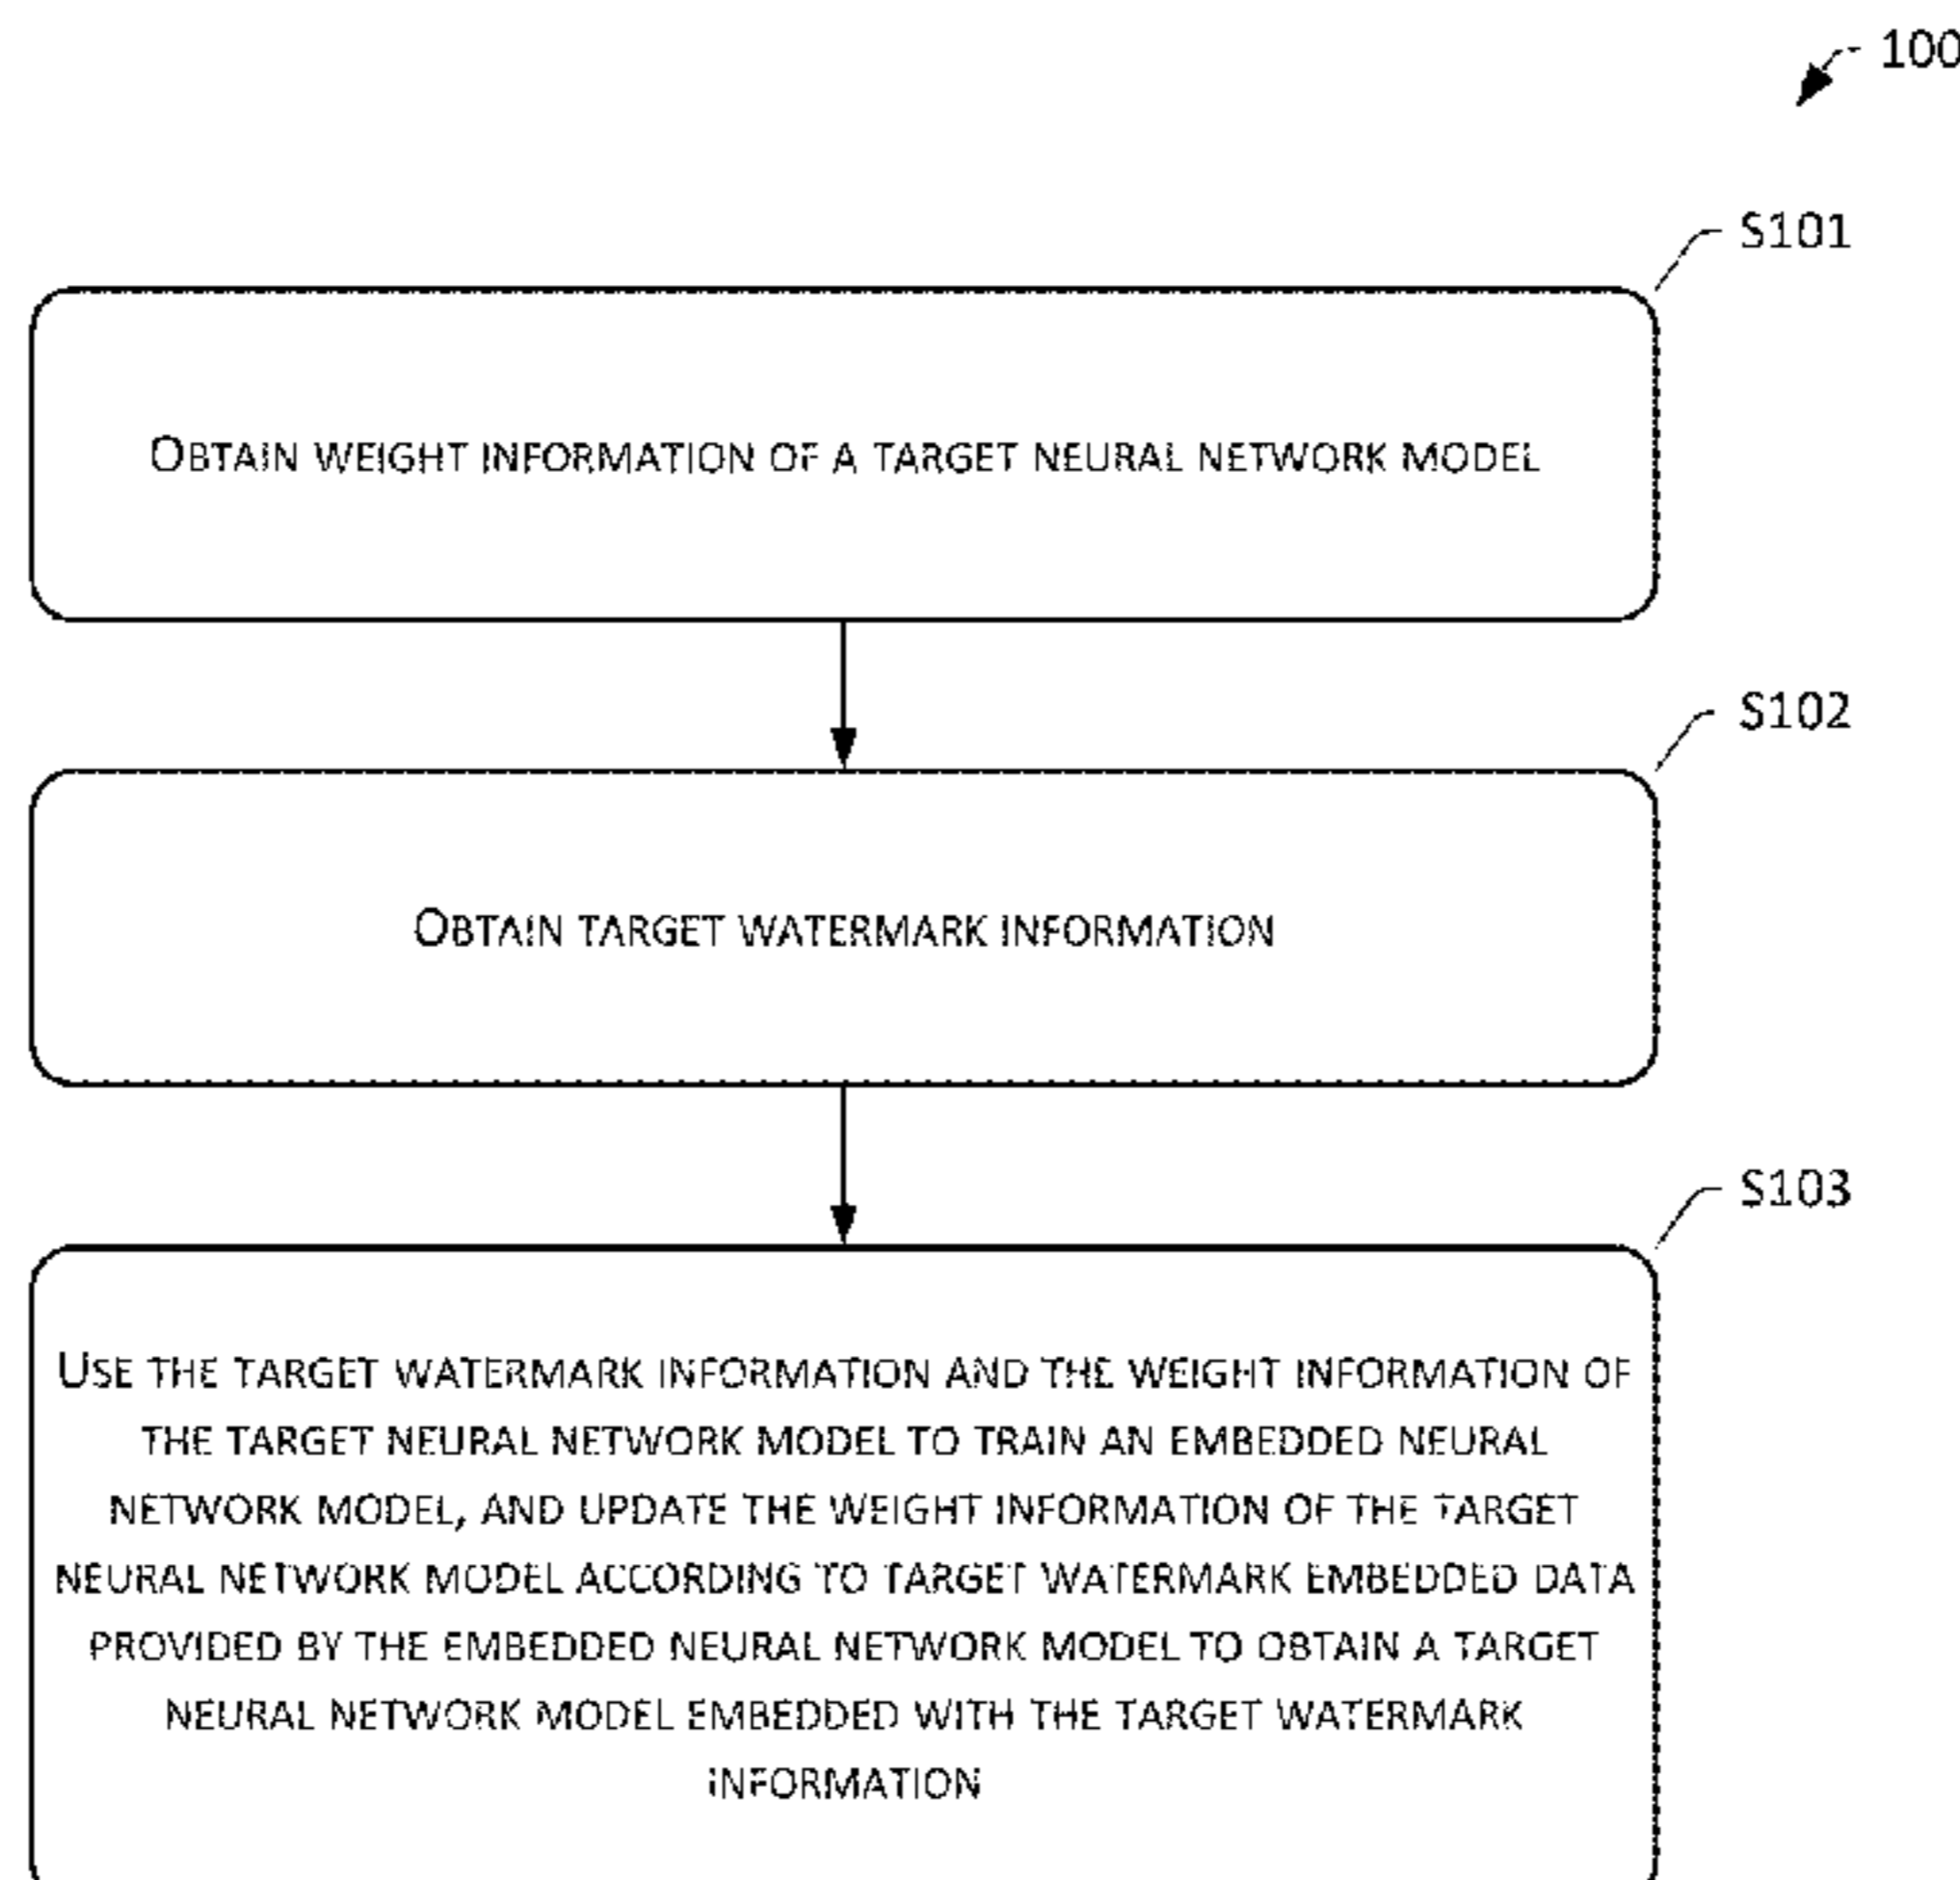 100
S101
OBTAIN WEIGHT INFORMATION OF A TARGET NEURAL NETWORK MODEL
S102
OBTAIN TARGET WATERMARK INFORMATION
S103
USE THE TARGET WATERMARK INFORMATION AND THE WEIGHT INFORMATION OF
THE TARGET NEURAL NETWORK MODEL TO TRAIN AN EMBEDDED NEURAL
NETWORK MODEL, AND UPDATE THE WEIGHT INFORMATION OF THE TARGET
NEURAL NETWORK MODEL ACCORDING TO TARGET WATERMARK EMBEDDED DATA
PROVIDED BY THE EMBEDDED NEURAL NETWORK MODEL TO OBTAIN A TARGET
NEURAL NETWORK MODEL EMBEDDED WITH THE TARGET WATERMARK
INFORMATION